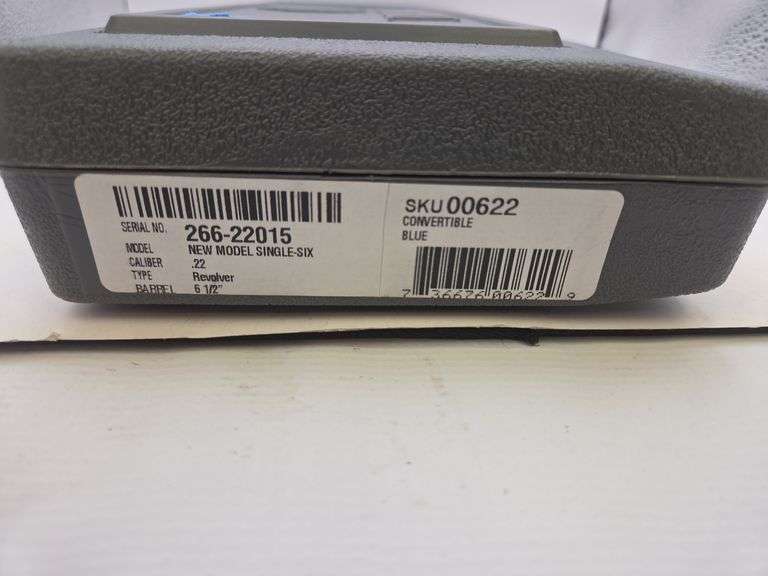 SERIAL NO. 266-22015
MODEL NEW MODEL SINGLE-SIX
CALIBER .22
TYPE Revolver
BARREL 6 1/2"
SKU 00622
CONVERTIBLE
BLUE
7 36676 00622 9